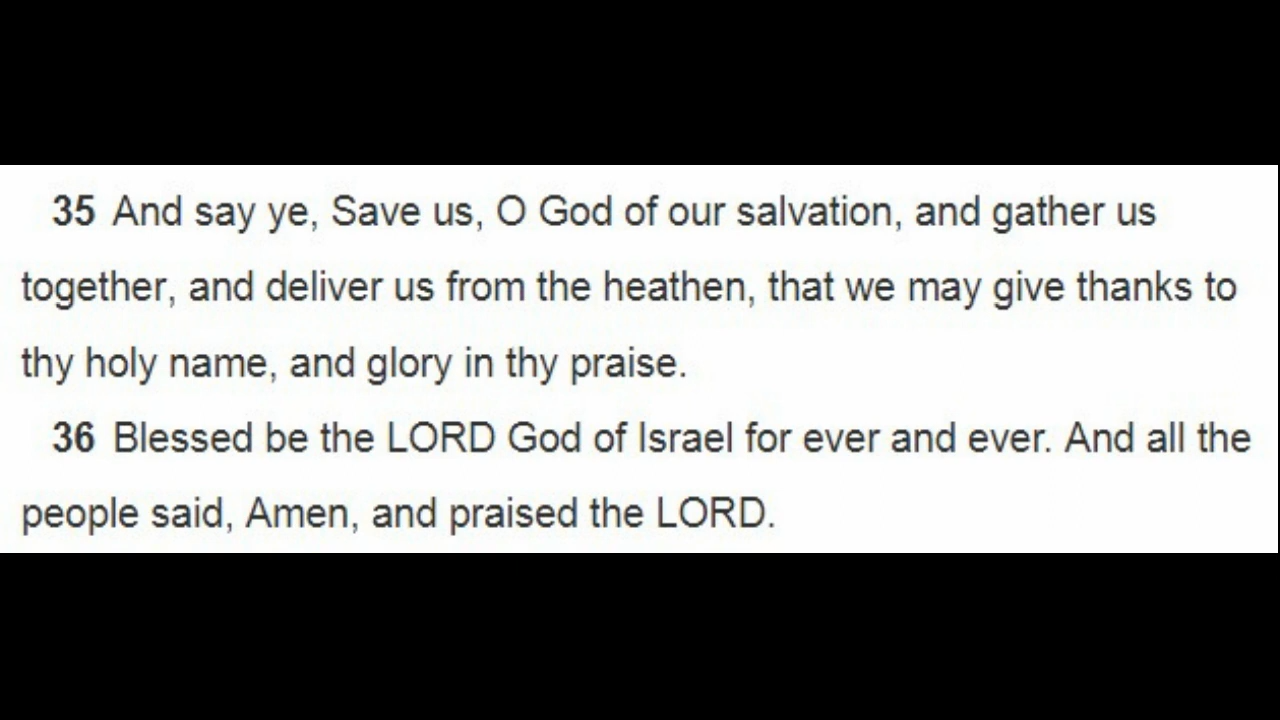 35 And say ye, Save us, O God of our salvation, and gather us
together, and deliver us from the heathen, that we may give thanks to
thy holy name, and glory in thy praise.
36 Blessed be the LORD God of Israel for ever and ever. And all the
people said, Amen, and praised the LORD.